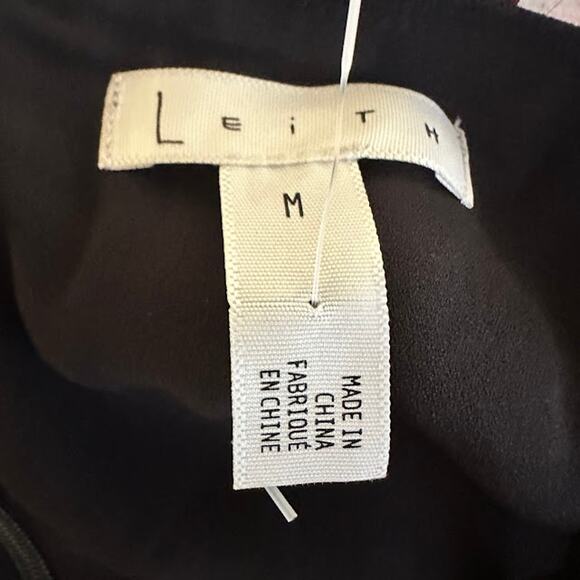 LEiTH
M
MADE IN
CHINA
FABRIQUÉ
EN CHINE